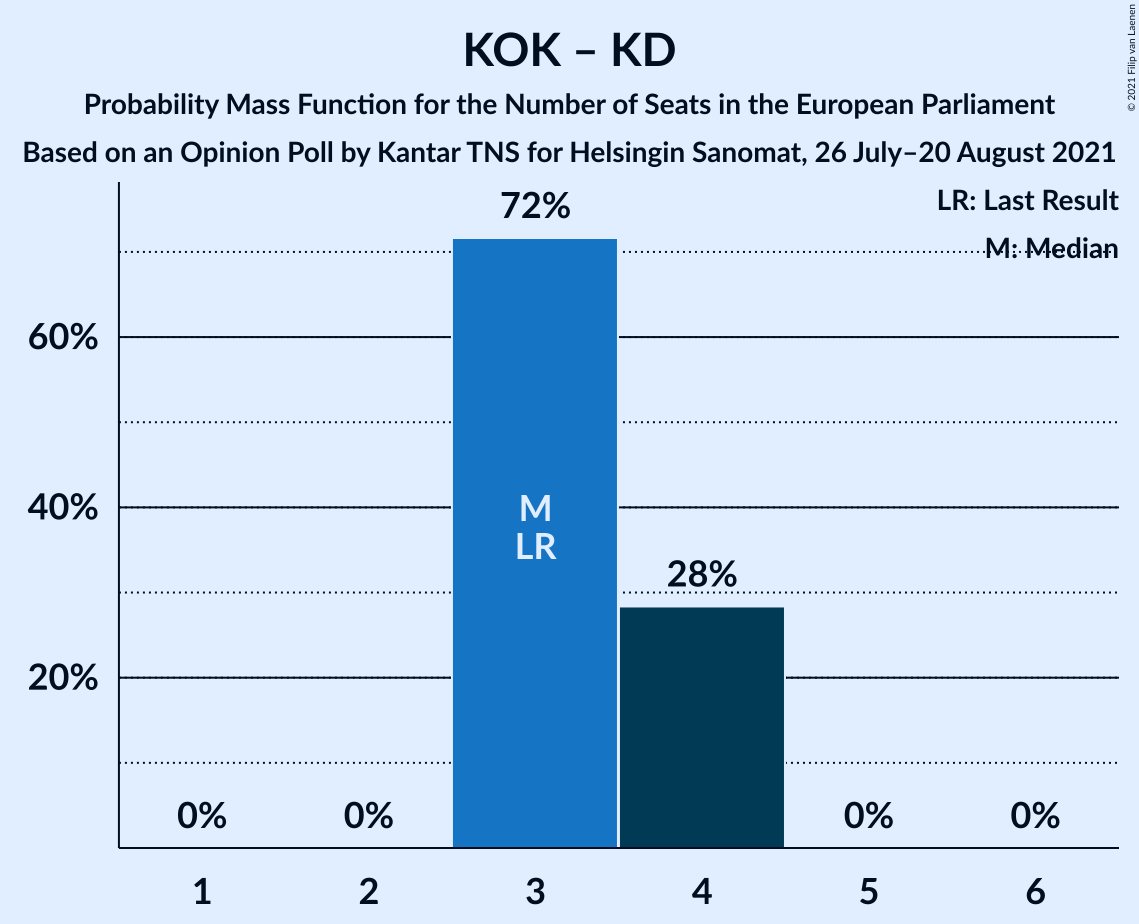 KOK – KD
Probability Mass Function for the Number of Seats in the European Parliament
Based on an Opinion Poll by Kantar TNS for Helsingin Sanomat, 26 July–20 August 2021
© 2021 Filip van Laenen
LR: Last Result
M: Median
72%
60%
40%
20%
M
LR
28%
0%
0%
0%
0%
1
2
3
4
5
6